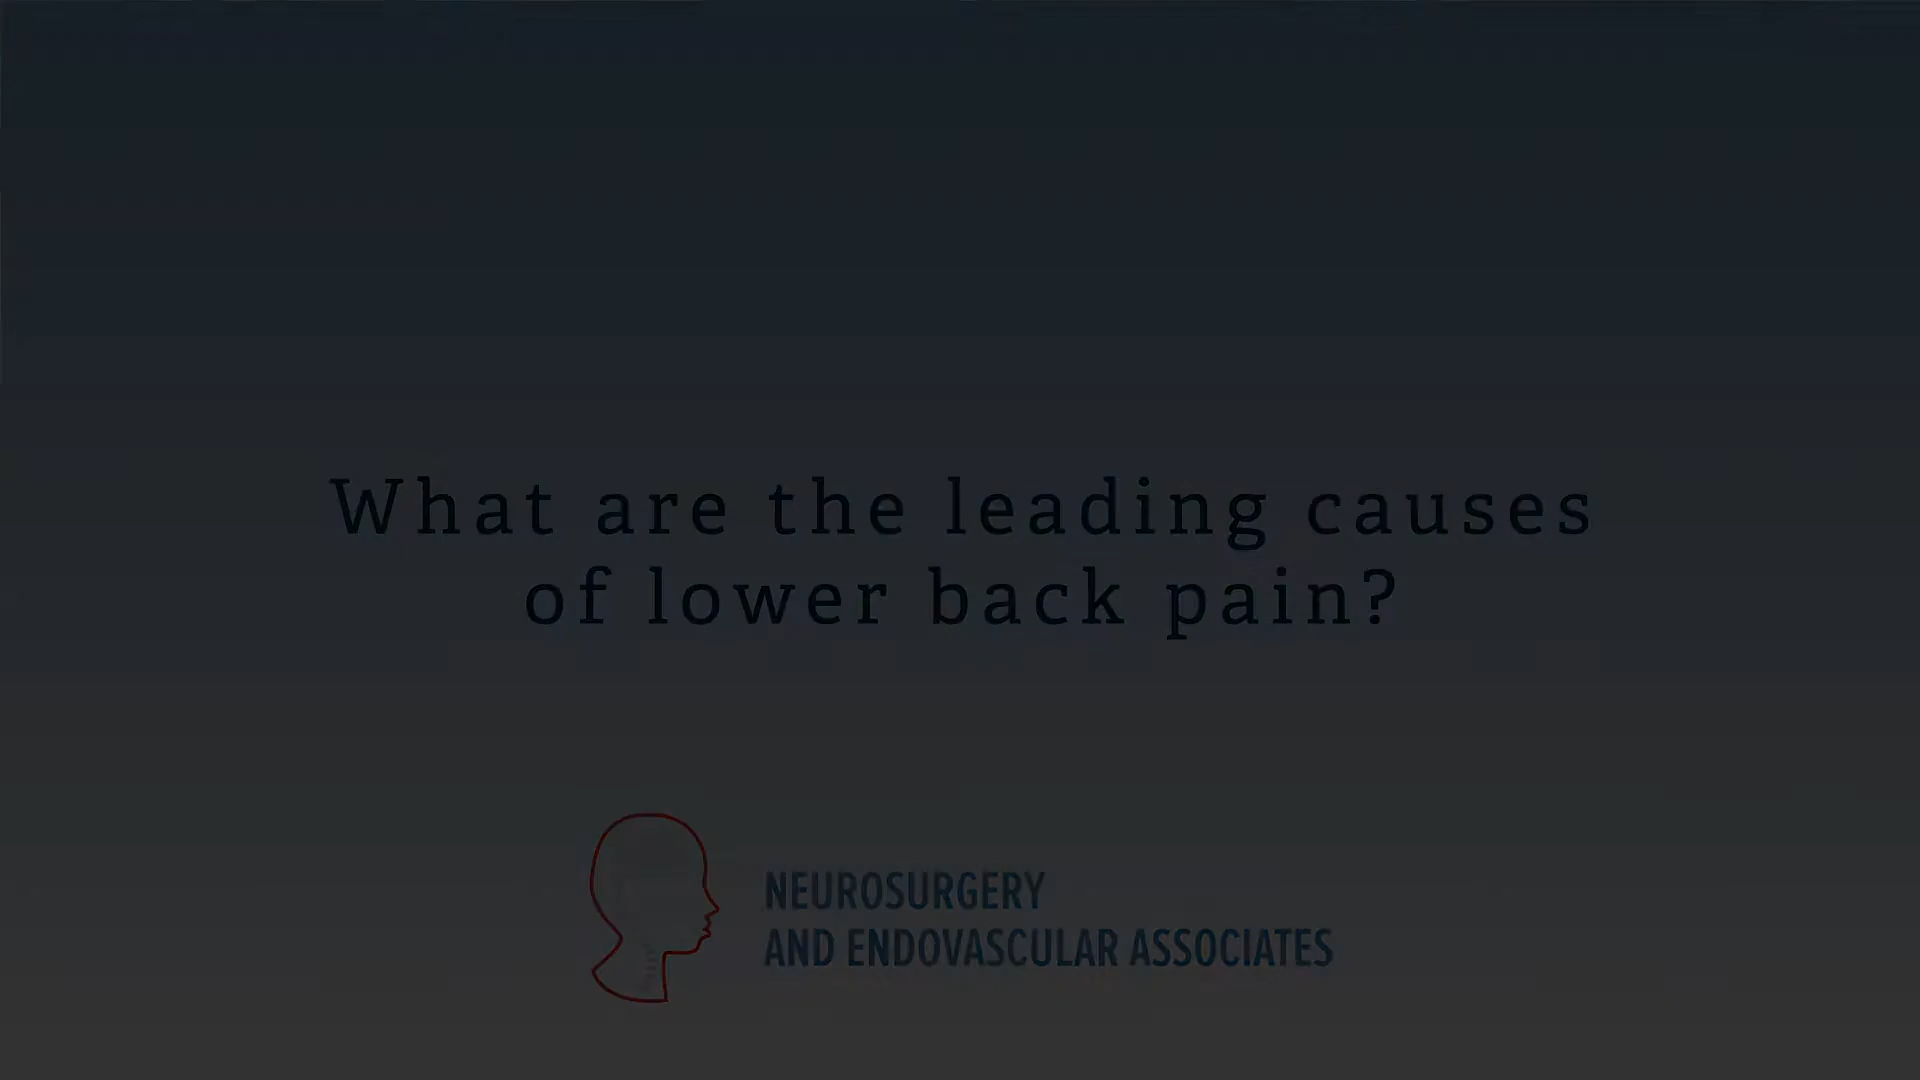 What are the leading causes
of lower back pain?
NEUROSURGERY
AND ENDOVASCULAR ASSOCIATES